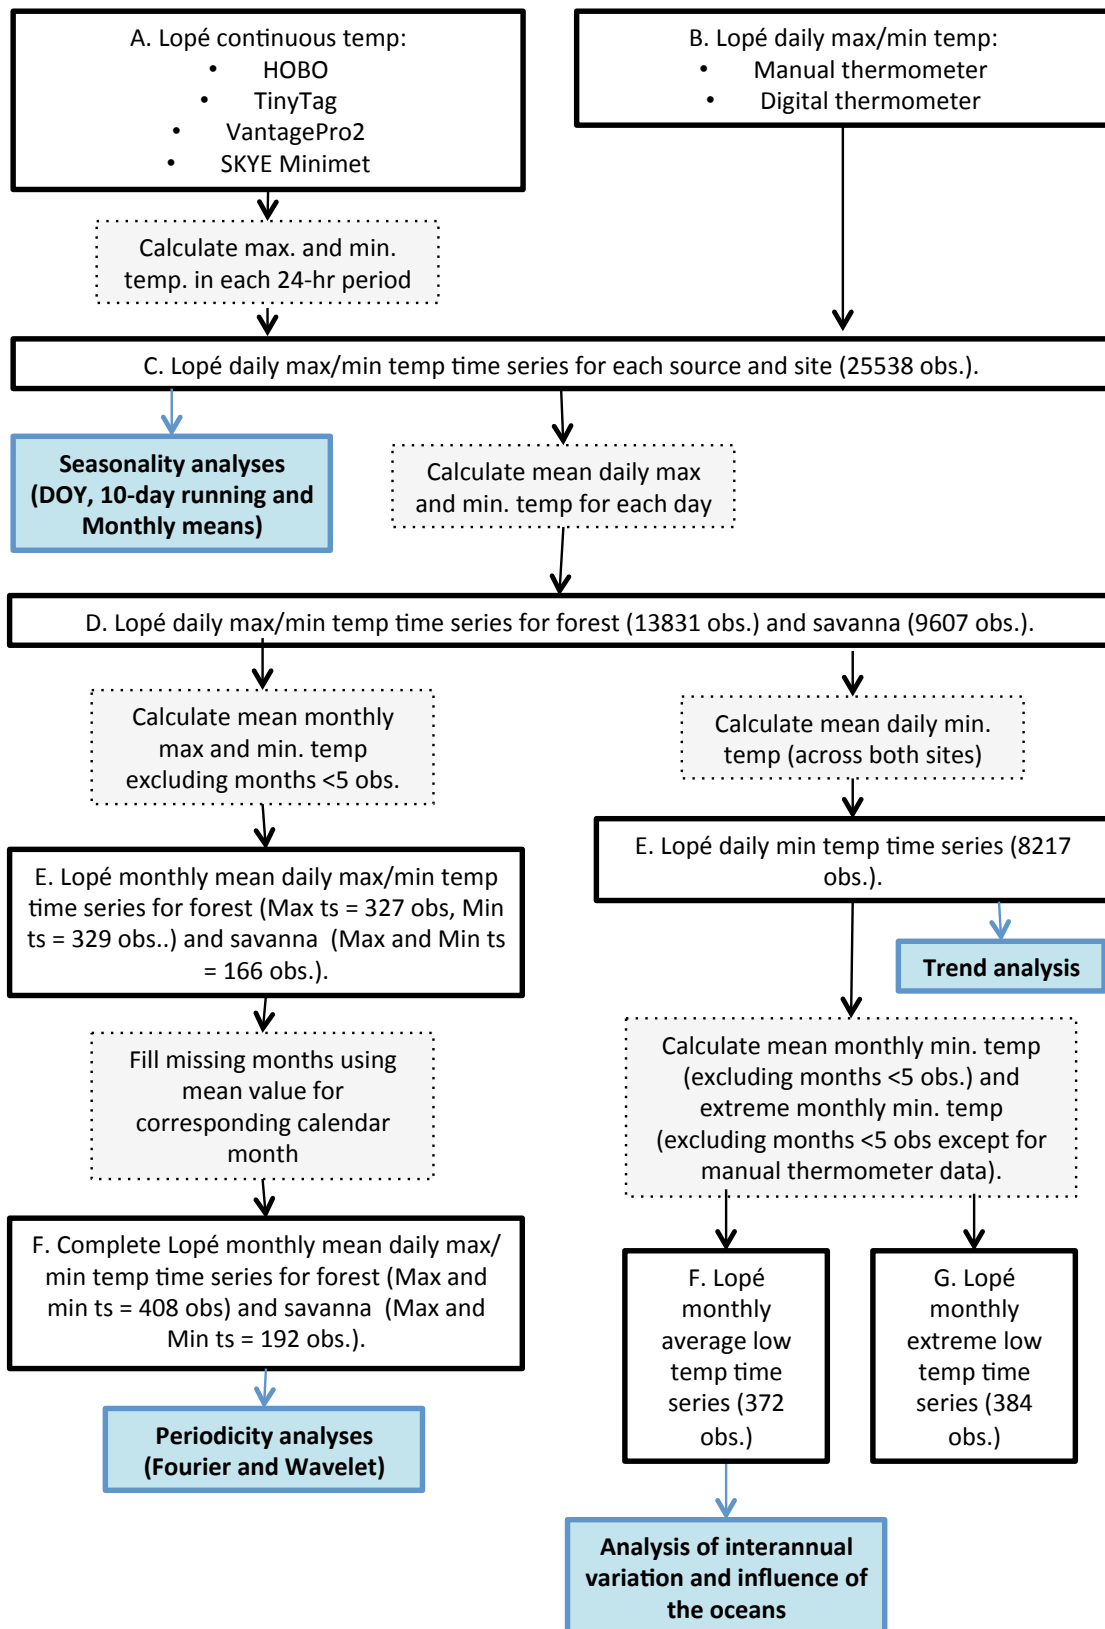 A. Lopé continuous temp:
• HOBO
• TinyTag
• VantagePro2
• SKYE Minimet
B. Lopé daily max/min temp:
• Manual thermometer
• Digital thermometer
Calculate max. and min.
temp. in each 24-hr period
C. Lopé daily max/min temp time series for each source and site (25538 obs.).
Seasonality analyses
(DOY, 10-day running and
Monthly means)
Calculate mean daily max
and min. temp for each day
D. Lopé daily max/min temp time series for forest (13831 obs.) and savanna (9607 obs.).
Calculate mean monthly
max and min. temp
excluding months <5 obs.
Calculate mean daily min.
temp (across both sites)
E. Lopé monthly mean daily max/min temp
time series for forest (Max ts = 327 obs, Min
ts = 329 obs..) and savanna (Max and Min ts
= 166 obs.).
E. Lopé daily min temp time series (8217
obs.).
Trend analysis
Fill missing months using
mean value for
corresponding calendar
month
Calculate mean monthly min. temp
(excluding months <5 obs.) and
extreme monthly min. temp
(excluding months <5 obs except for
manual thermometer data).
F. Complete Lopé monthly mean daily max/
min temp time series for forest (Max and
min ts = 408 obs) and savanna (Max and
Min ts = 192 obs.).
F. Lopé
monthly
average low
temp time
series (372
obs.)
G. Lopé
monthly
extreme low
temp time
series (384
obs.)
Periodicity analyses
(Fourier and Wavelet)
Analysis of interannual
variation and influence of
the oceans